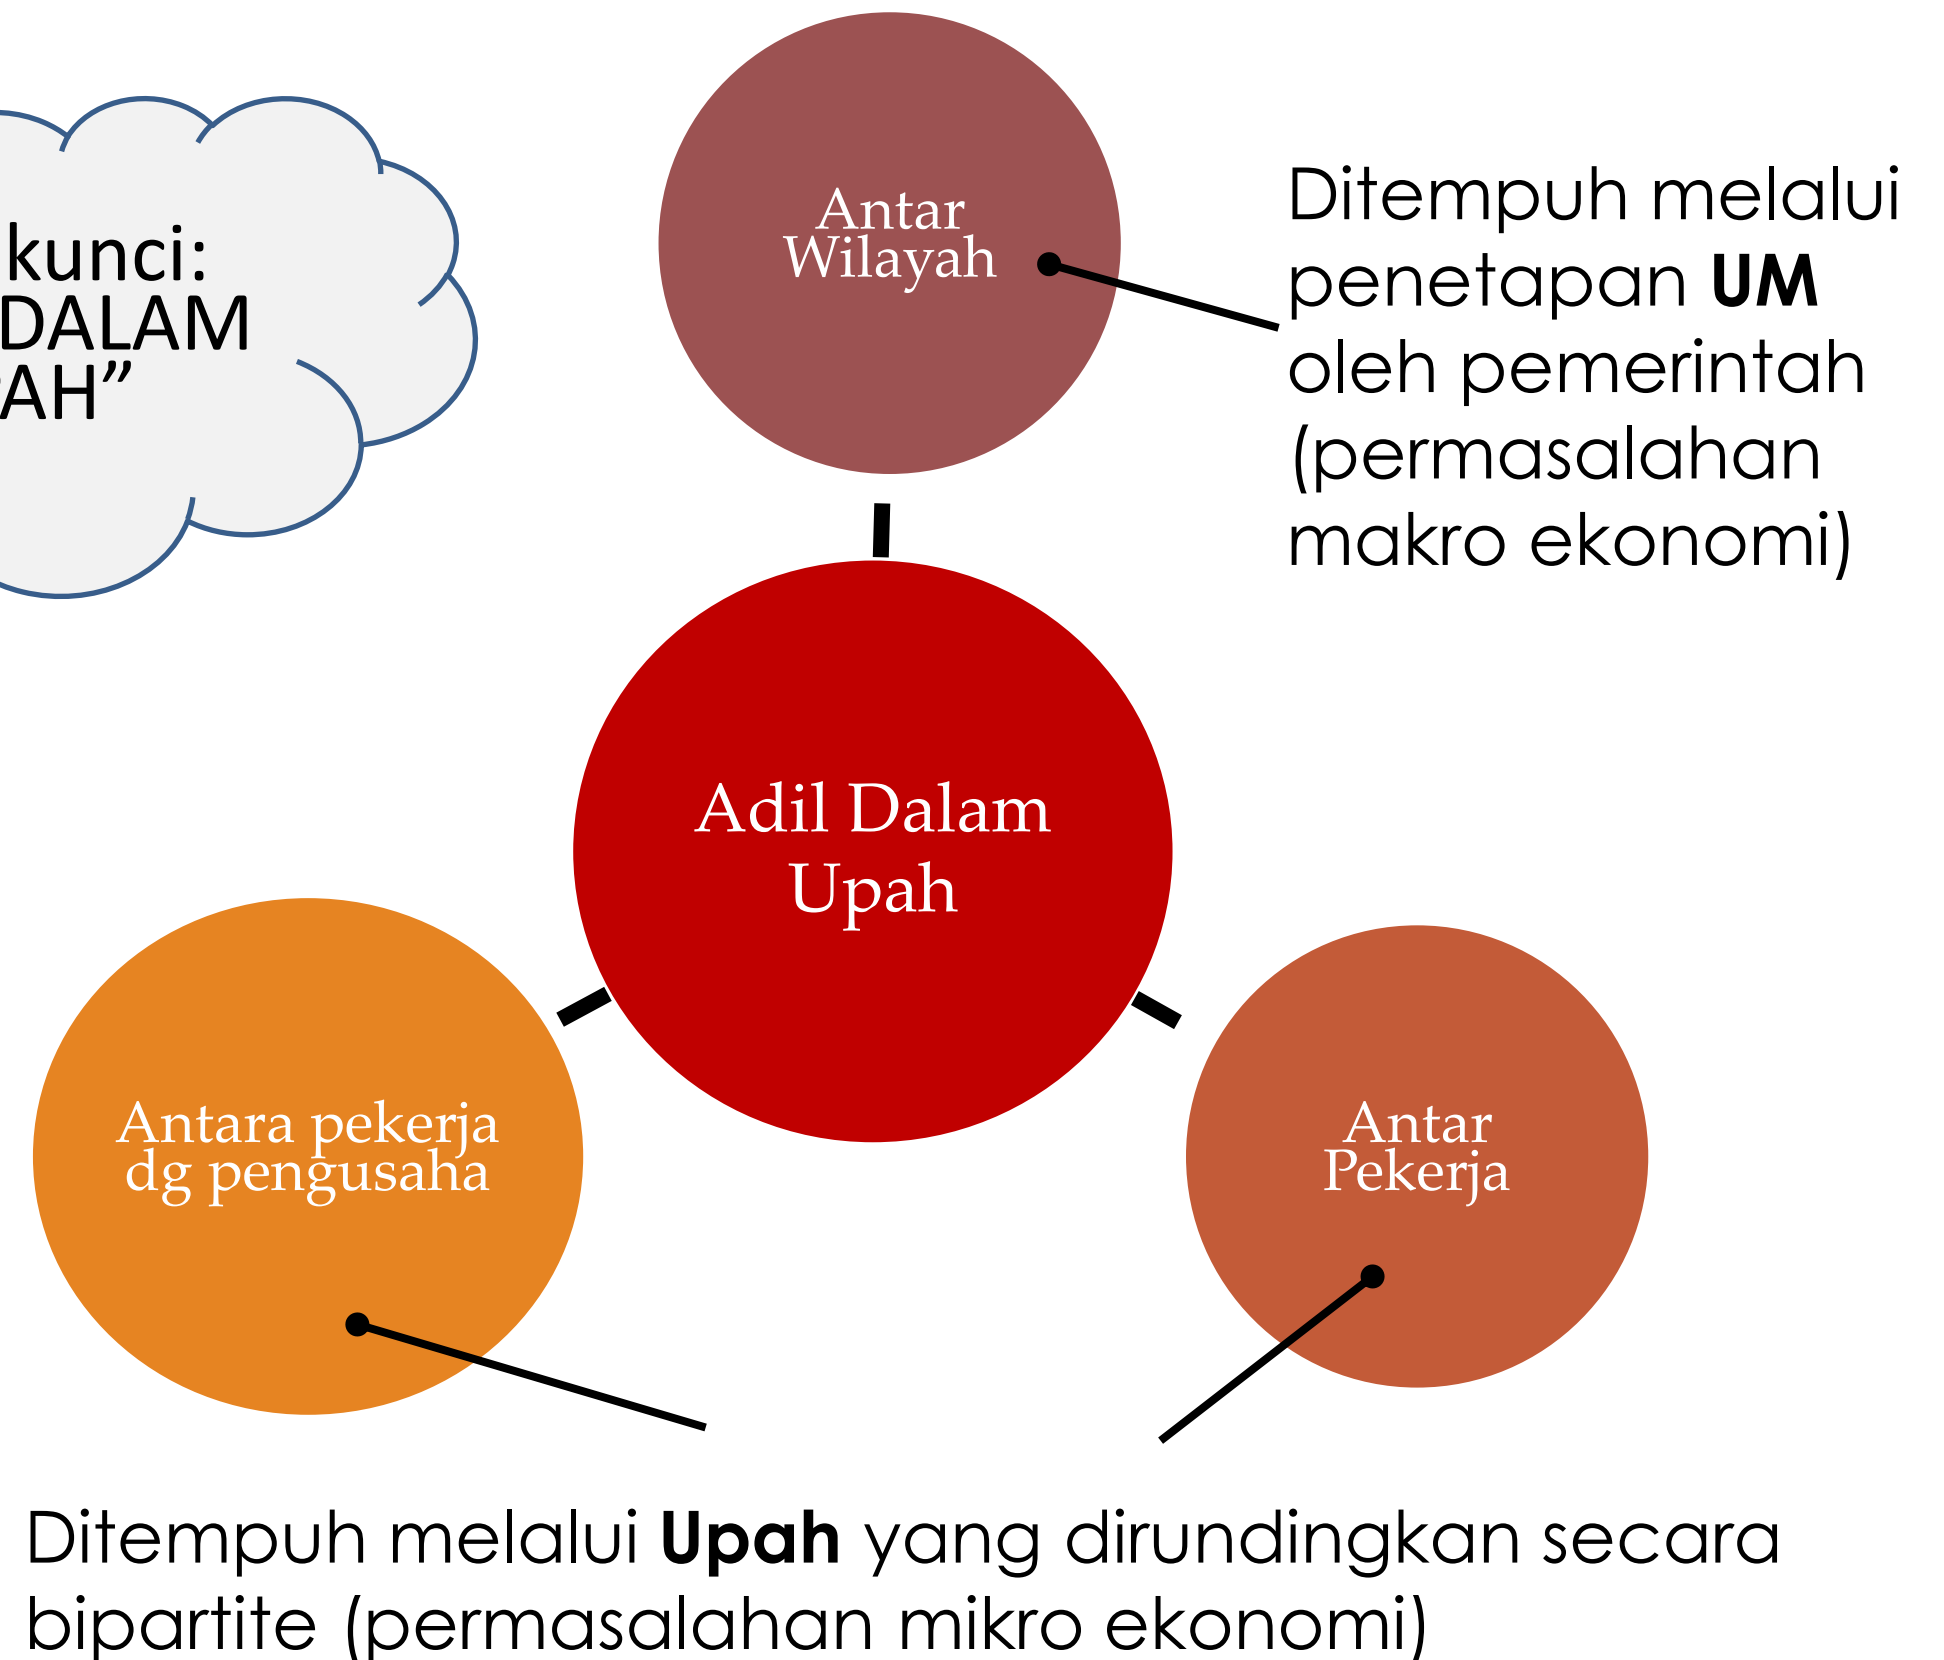 kunci:
DALAM
PAH”
Antar
Wilayah
Ditempuh melalui
penetapan UM
oleh pemerintah
(permasalahan
makro ekonomi)
Adil Dalam
Upah
Antara pekerja
dg pengusaha
Antar
Pekerja
Ditempuh melalui Upah yang dirundingkan secara
bipartite (permasalahan mikro ekonomi)